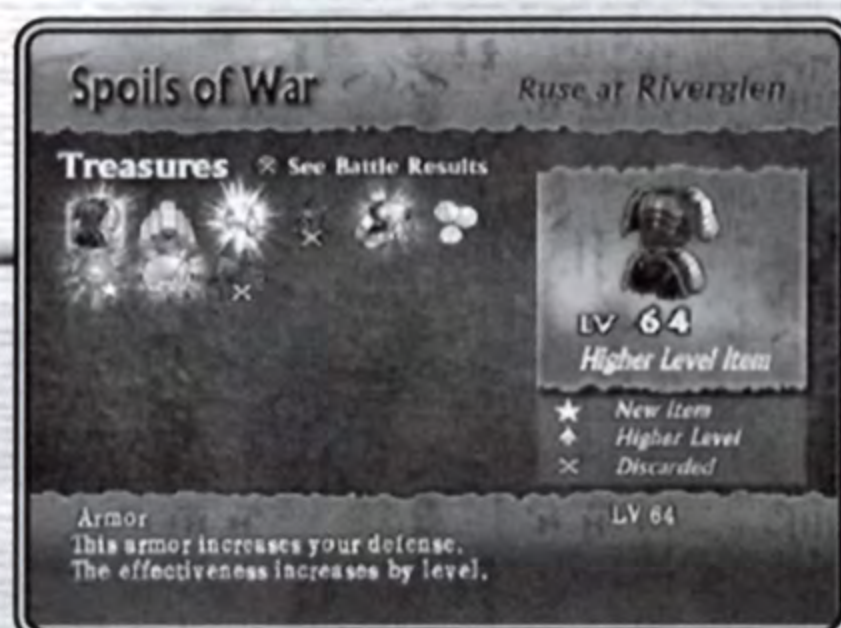 Spoils of War
Ruse at Riverglen
Treasures See Battle Results
LV 64
Higher Level Item
New Item
Higher Level
Discarded
Armor LV 64
This armor increases your defense.
The effectiveness increases by level.